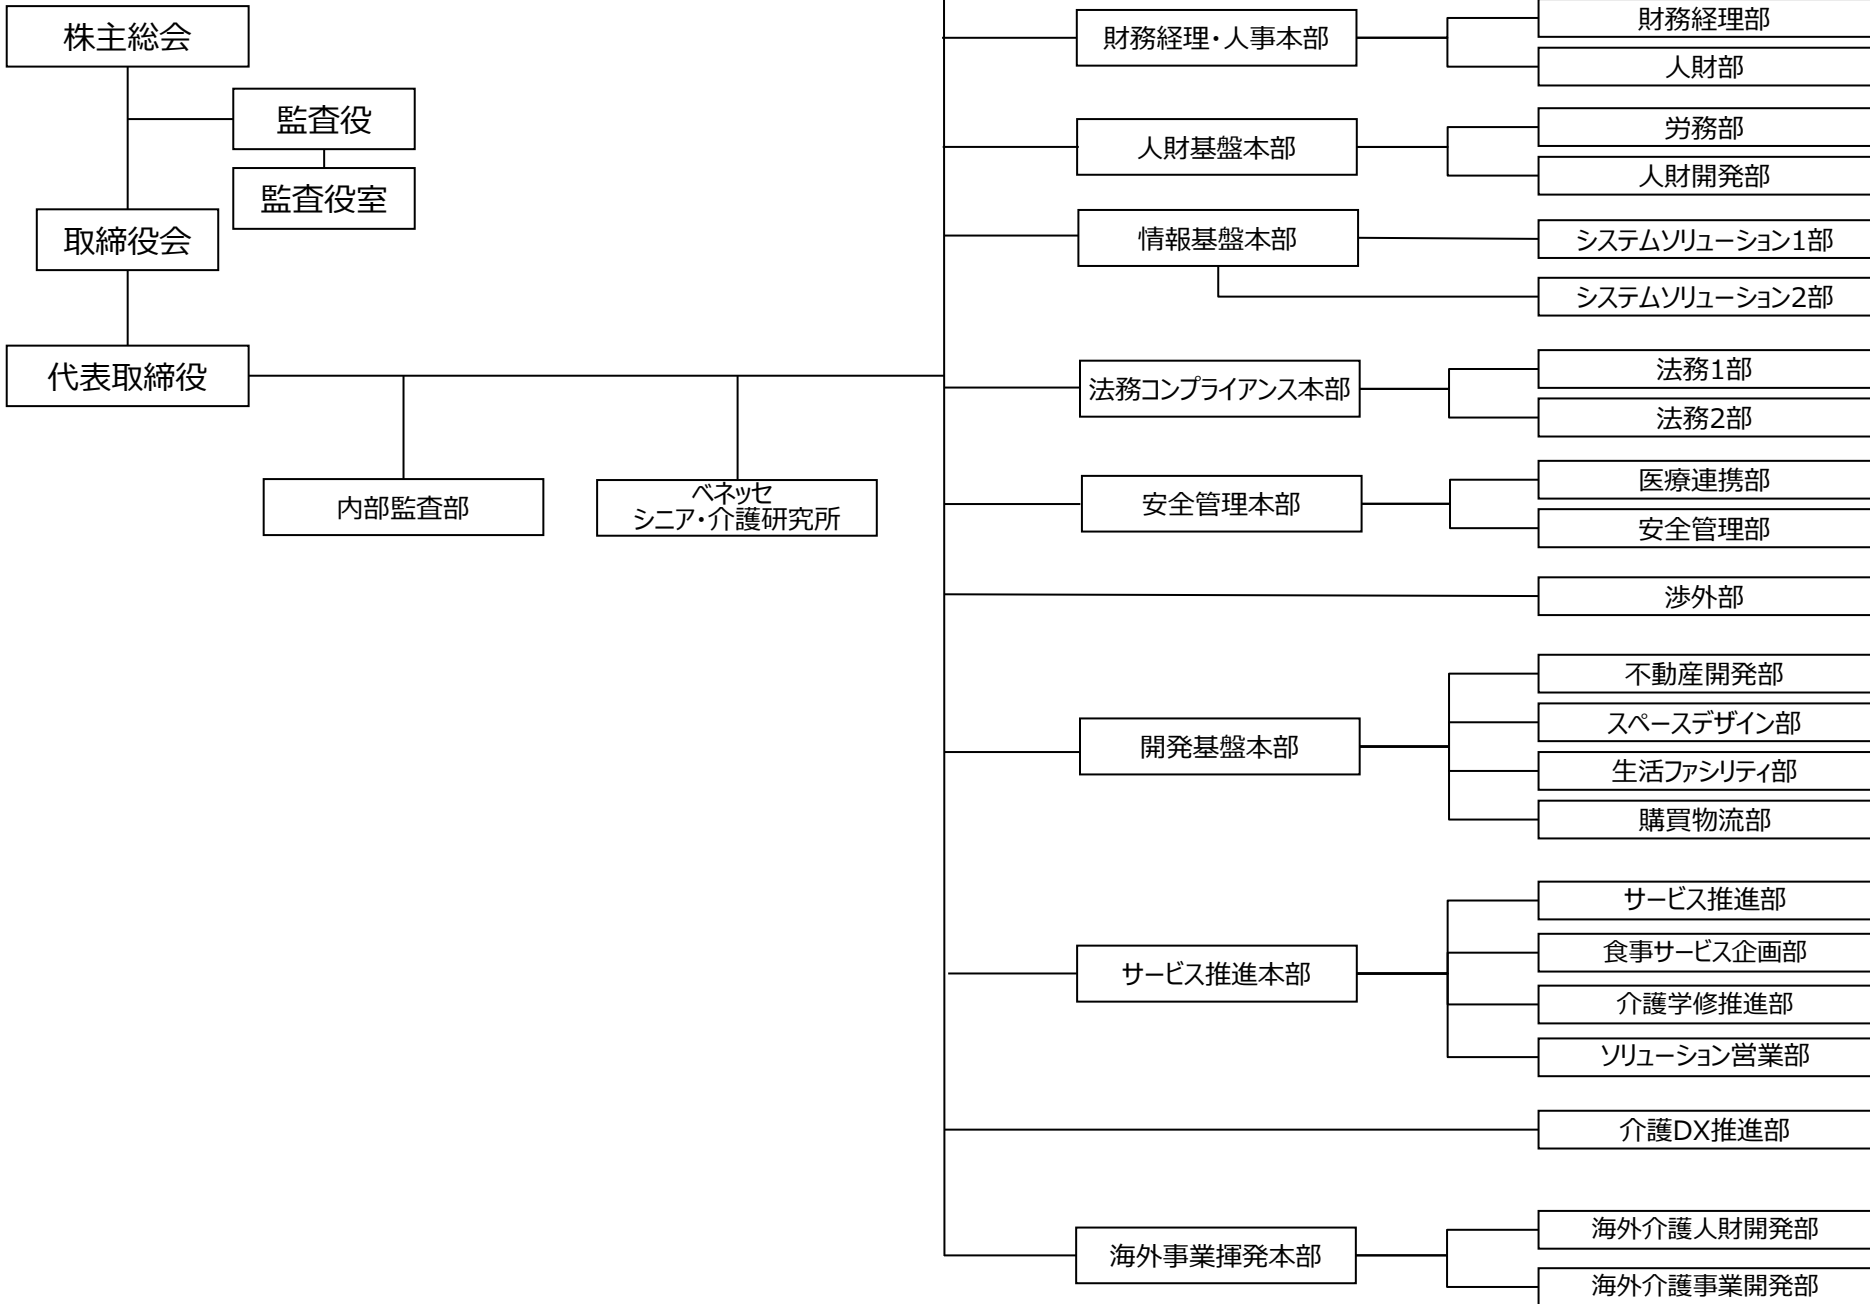 株主総会
監査役
監査役室
取締役会
代表取締役
内部監査部
ベネッセ
シニア・介護研究所
財務経理・人事本部
財務経理部
人財部
人財基盤本部
労務部
人財開発部
情報基盤本部
システムソリューション1部
システムソリューション2部
法務コンプライアンス本部
法務1部
法務2部
安全管理本部
医療連携部
安全管理部
渉外部
開発基盤本部
不動産開発部
スペースデザイン部
生活ファシリティ部
購買物流部
サービス推進本部
サービス推進部
食事サービス企画部
介護学修推進部
ソリューション営業部
介護DX推進部
海外事業揮発本部
海外介護人財開発部
海外介護事業開発部